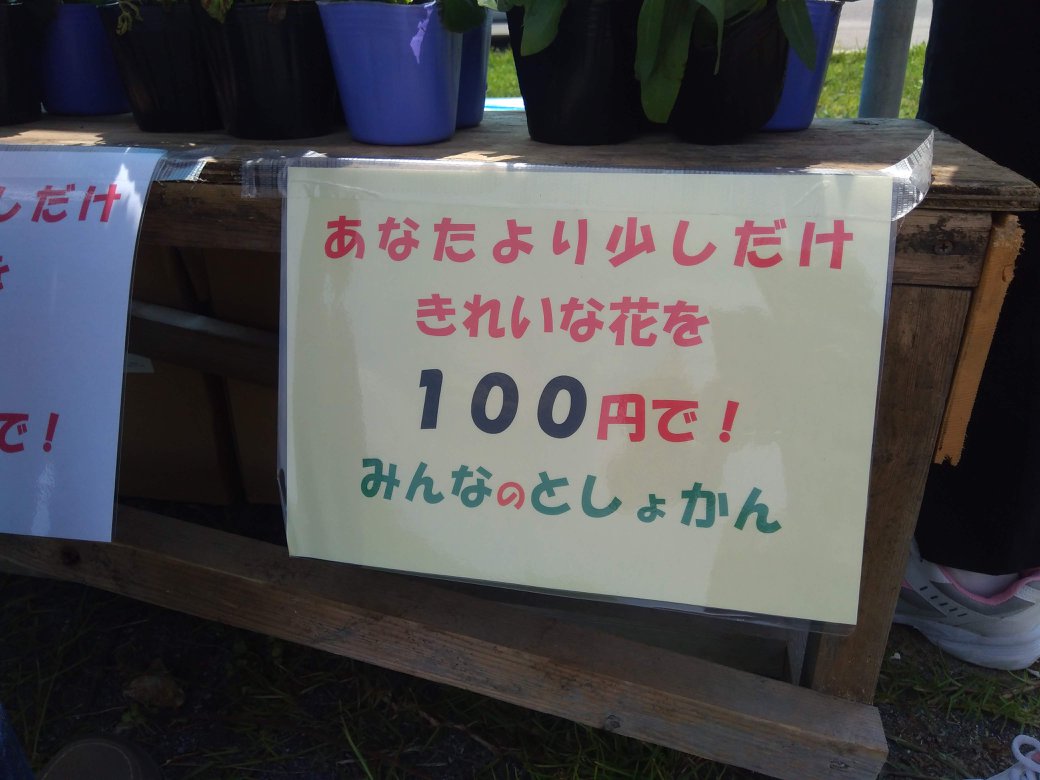 しだけ
を
で！
あなたより少しだけ
きれいな花を
１００円で！
みんなのとしょかん